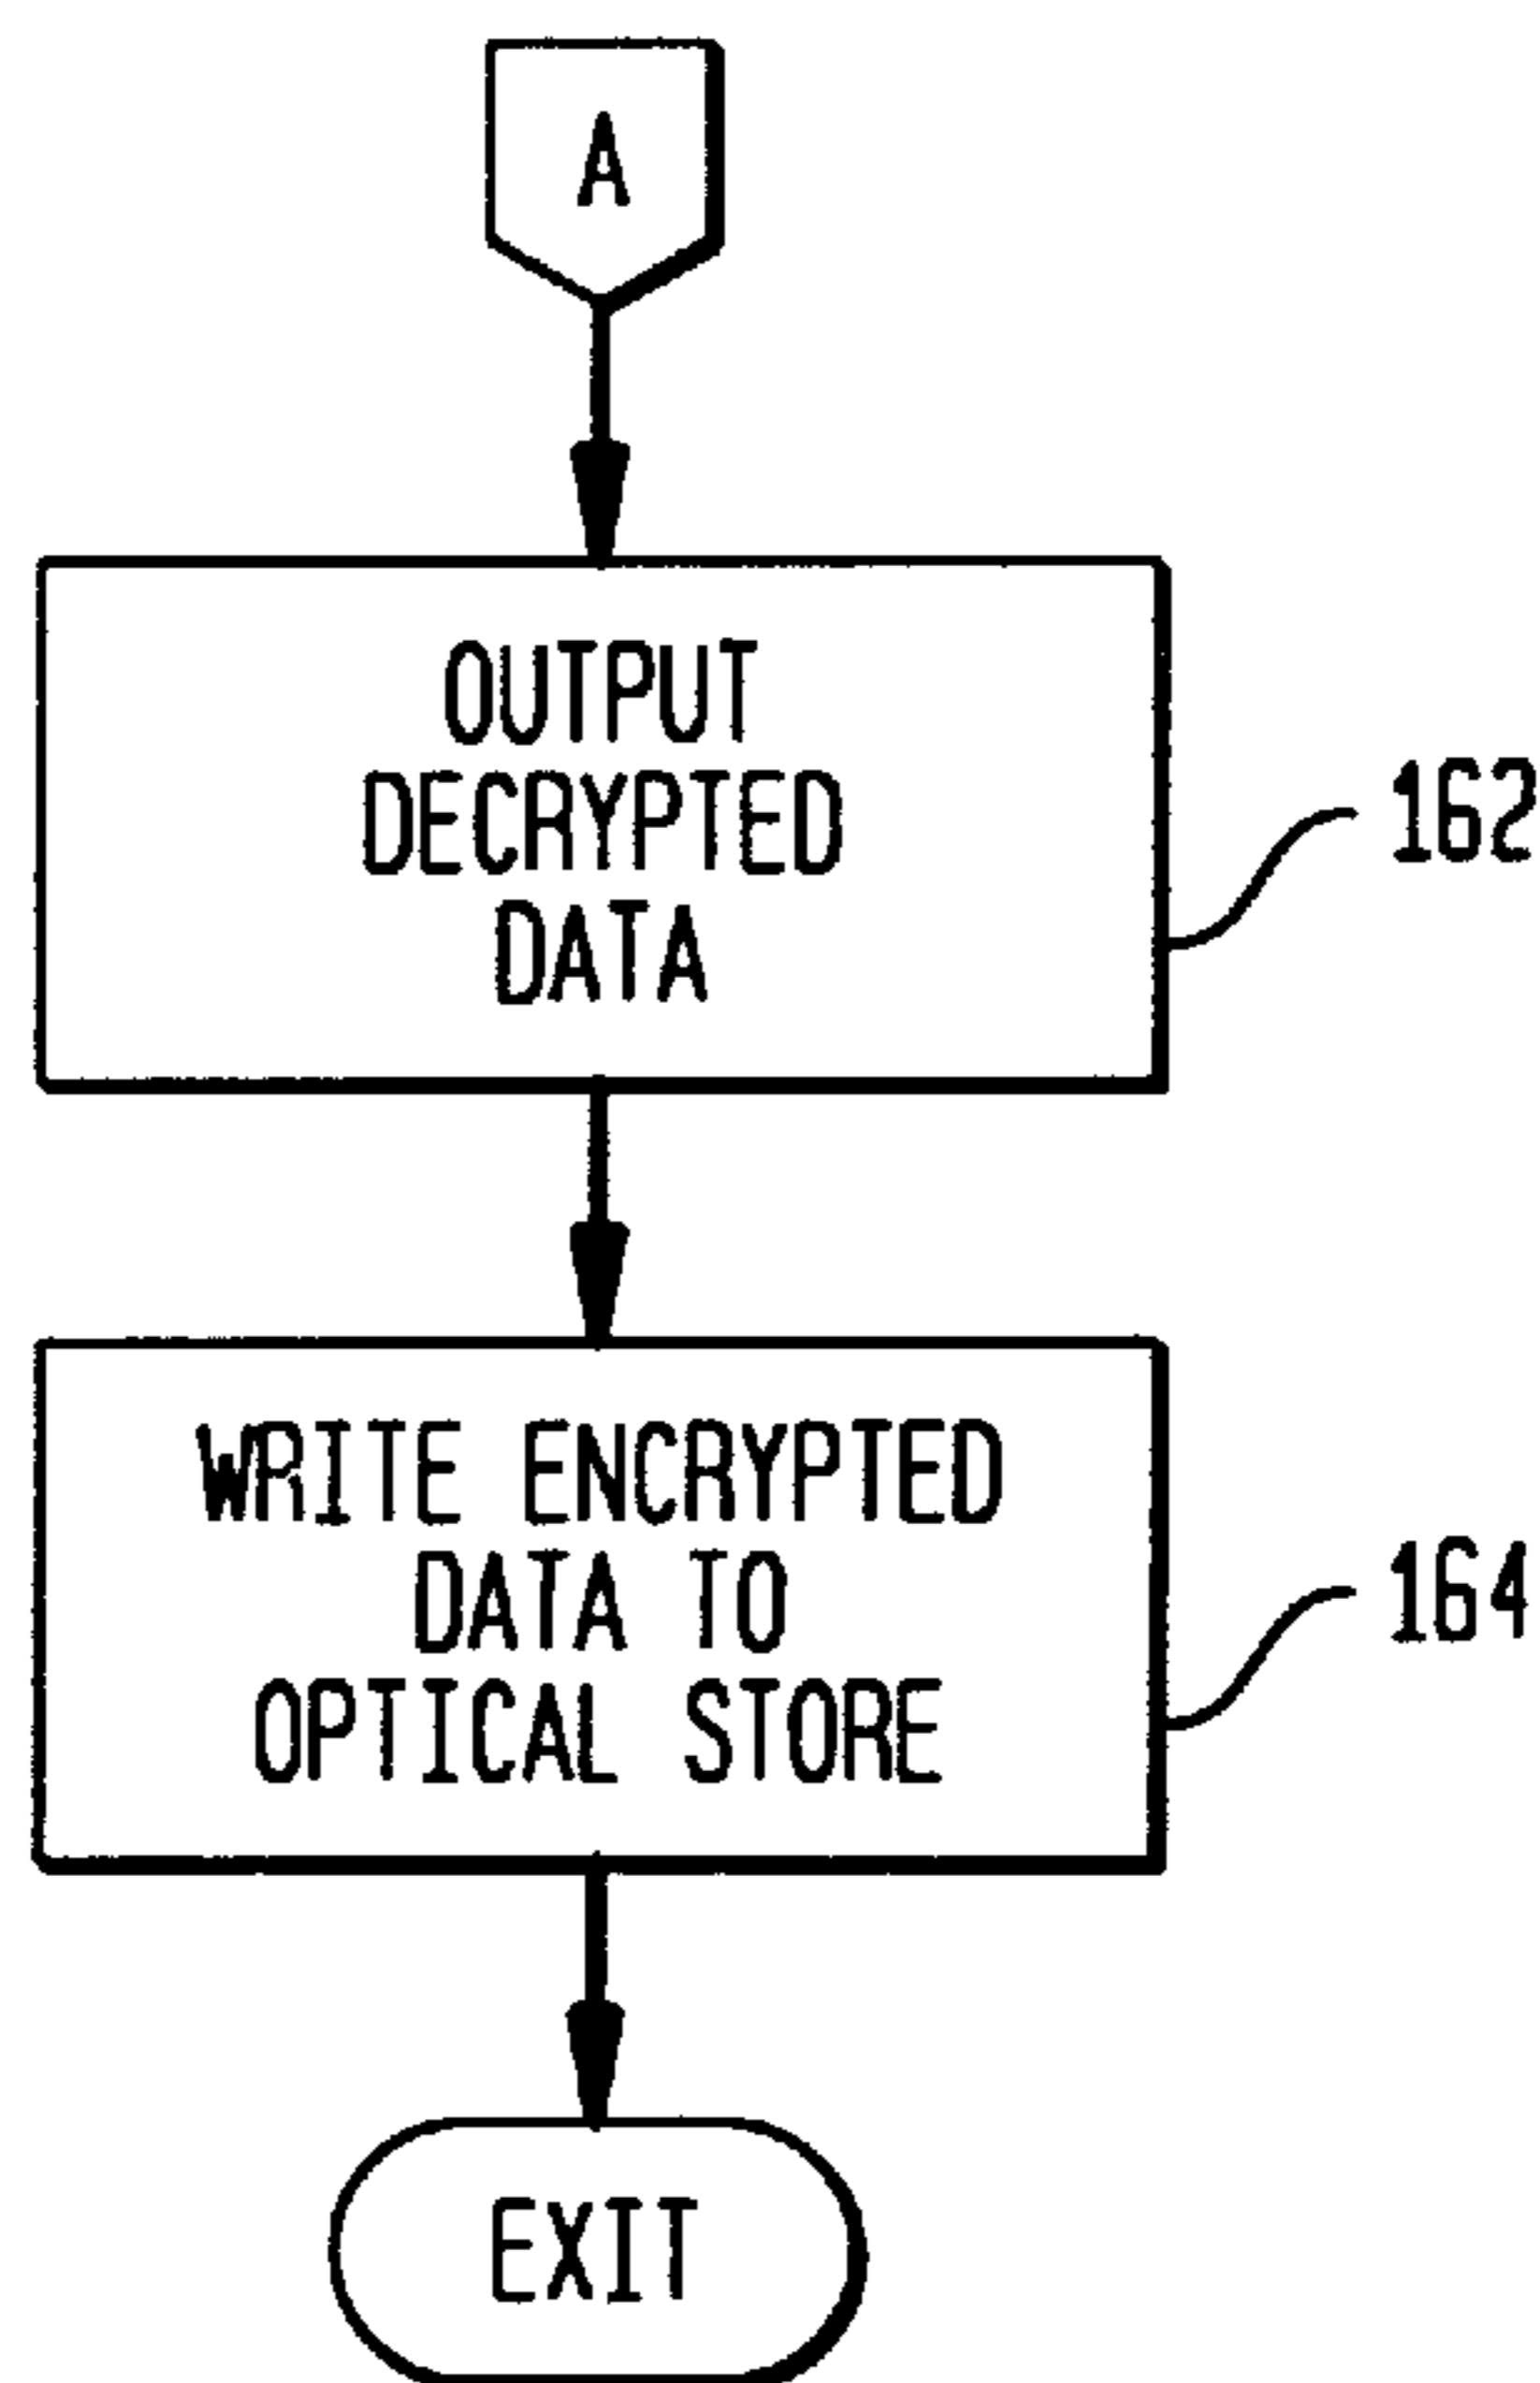 A
OUTPUT
DECRYPTED
DATA
162
WRITE ENCRYPTED
DATA TO
OPTICAL STORE
164
EXIT